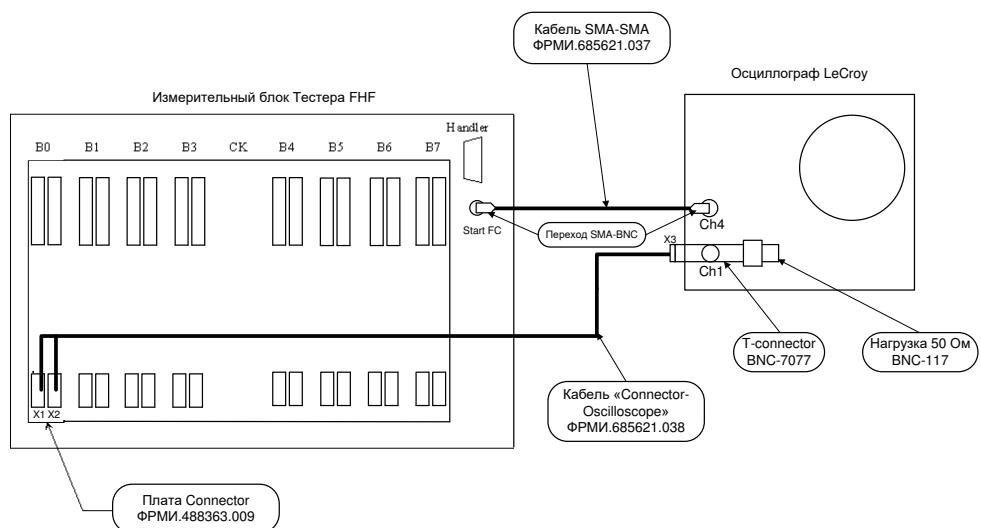 Кабель SMA-SMA
ФРМИ.685621.037
Осциллограф LeCroy
Измерительный блок Тестера FHF
Handler
B0 B1 B2 B3 CK B4 B5 B6 B7
Start FC
Переход SMA-BNC
Ch4
X3
Ch1
T-connector
BNC-7077
Нагрузка 50 Ом
BNC-117
Кабель «Connector-
Oscilloscope»
ФРМИ.685621.038
X1 X2
Плата Connector
ФРМИ.488363.009